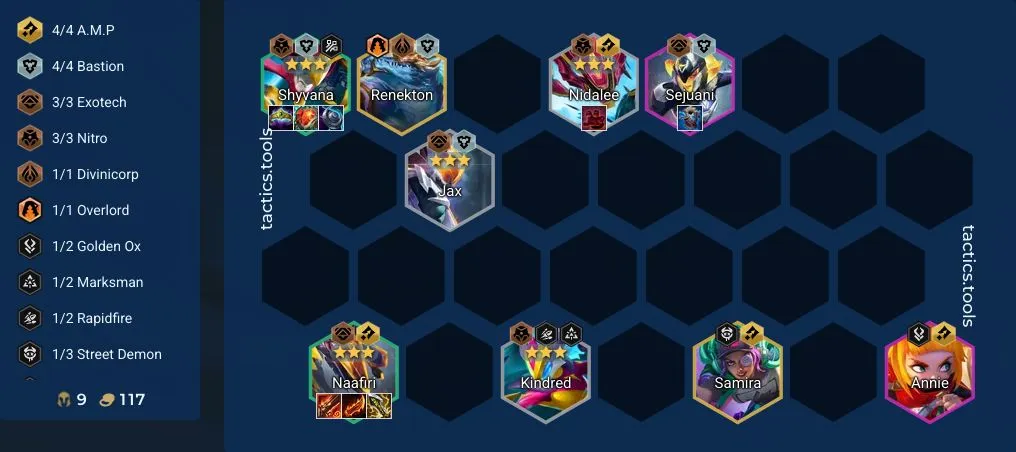 4/4 A.M.P
4/4 Bastion
3/3 Exotech
3/3 Nitro
1/1 Divinicorp
1/1 Overlord
1/2 Golden Ox
1/2 Marksman
1/2 Rapidfire
1/3 Street Demon
9 117
Shyvana
Renekton
Nidalee
Sejuani
tactics.tools
Jax
tactics.tools
Naafiri
Kindred
Samira
Annie